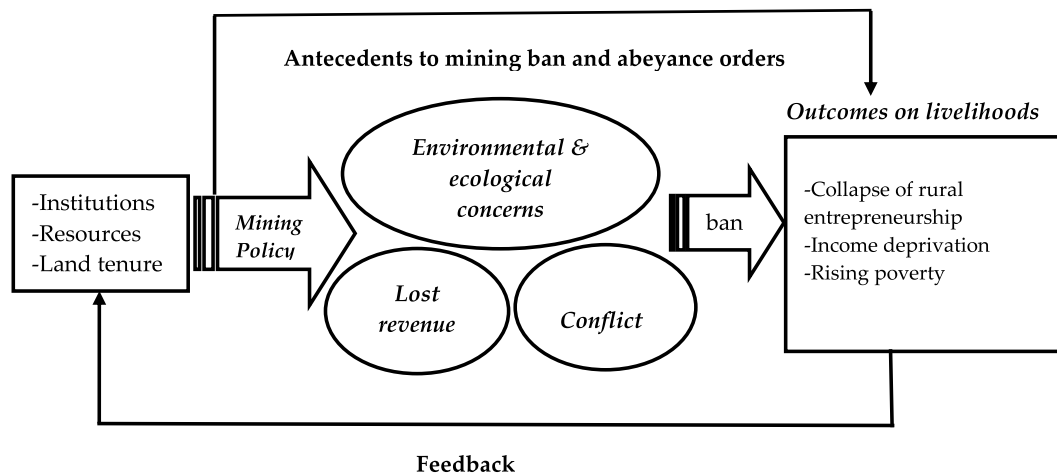 Antecedents to mining ban and abeyance orders
-Institutions
-Resources
-Land tenure
Mining
Policy
Environmental &
ecological
concerns
Lost
revenue
Conflict
ban
Outcomes on livelihoods
-Collapse of rural
entrepreneurship
-Income deprivation
-Rising poverty
Feedback